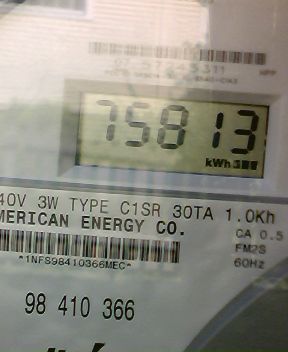 75813
kWh
40V 3W TYPE C1SR 30TA 1.0Kh
MERICAN ENERGY CO.
CA 0.5
*1NFS98410366MEC*
FM2S
60Hz
98 410 366